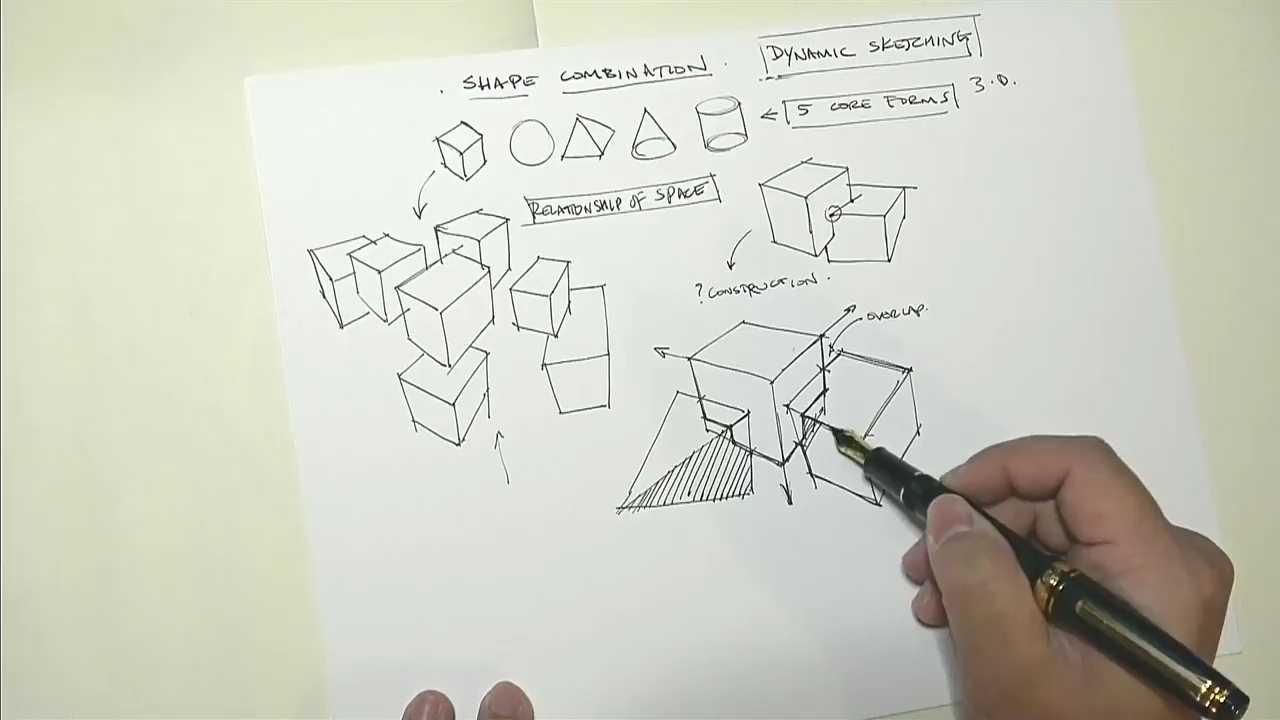 . SHAPE COMBINATION .
DYNAMIC SKETCHING
← 5 CORE FORMS 3.D.
RELATIONSHIP OF SPACE
? CONSTRUCTION .
OVERLAP.